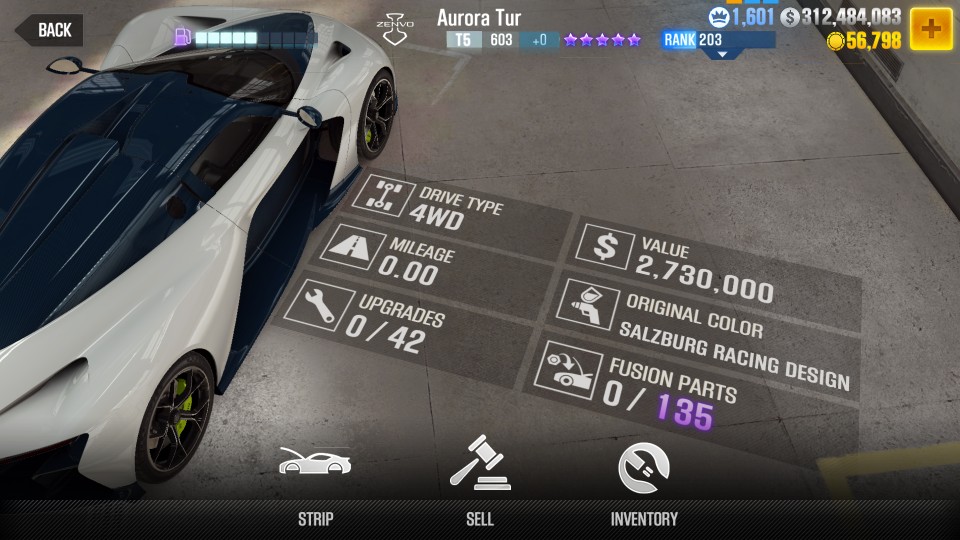 BACK
ZENVO
Aurora Tur
T5 603 +0
RANK 203
1,601 $ 312,484,083
56,798
DRIVE TYPE
4WD
MILEAGE
0.00
UPGRADES
0/42
$ VALUE
2,730,000
ORIGINAL COLOR
SALZBURG RACING DESIGN
FUSION PARTS
0/135
STRIP
SELL
INVENTORY